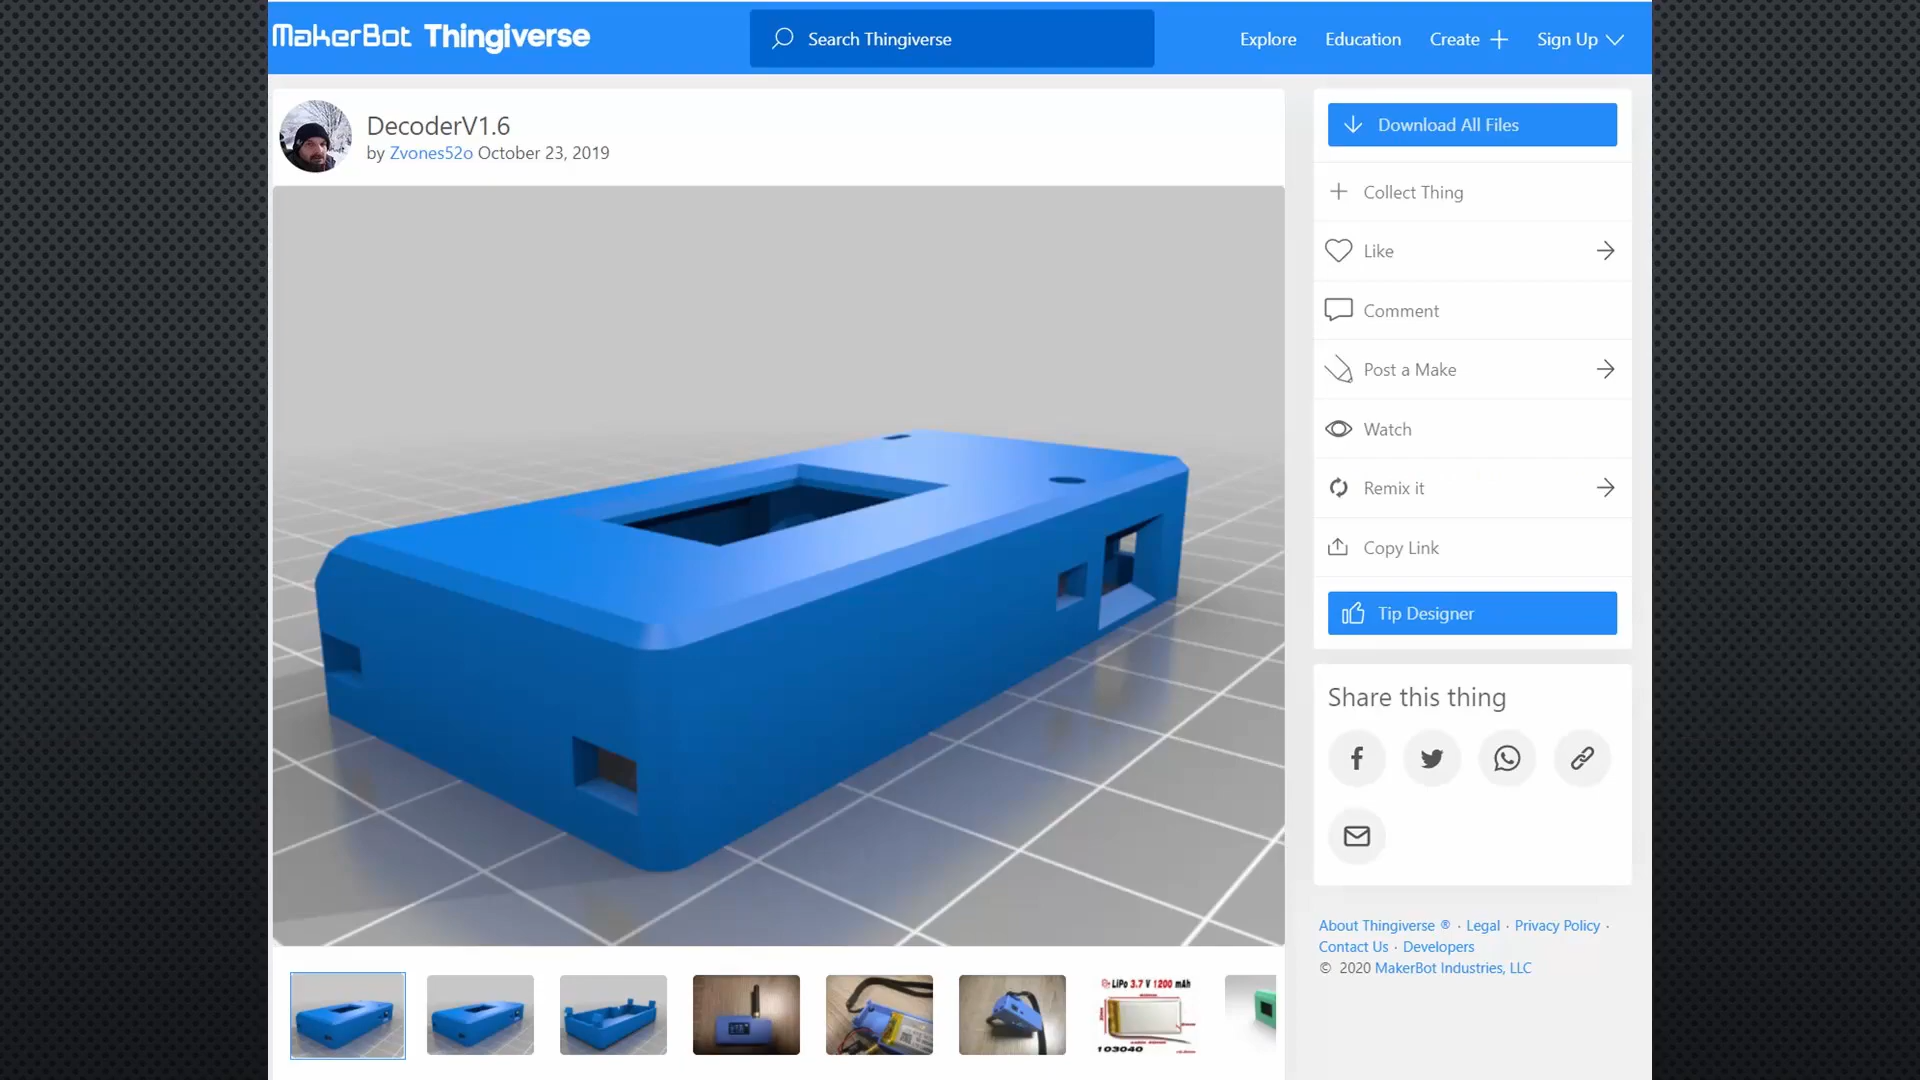 MakerBot Thingiverse
Search Thingiverse
Explore
Education
Create
Sign Up
DecoderV1.6
by Zvones52o October 23, 2019
Download All Files
Collect Thing
Like
Comment
Post a Make
Watch
Remix it
Copy Link
Tip Designer
Share this thing
About Thingiverse ® · Legal · Privacy Policy ·
Contact Us · Developers
© 2020 MakerBot Industries, LLC
LiPo 3.7 V 1200 mAh
103040